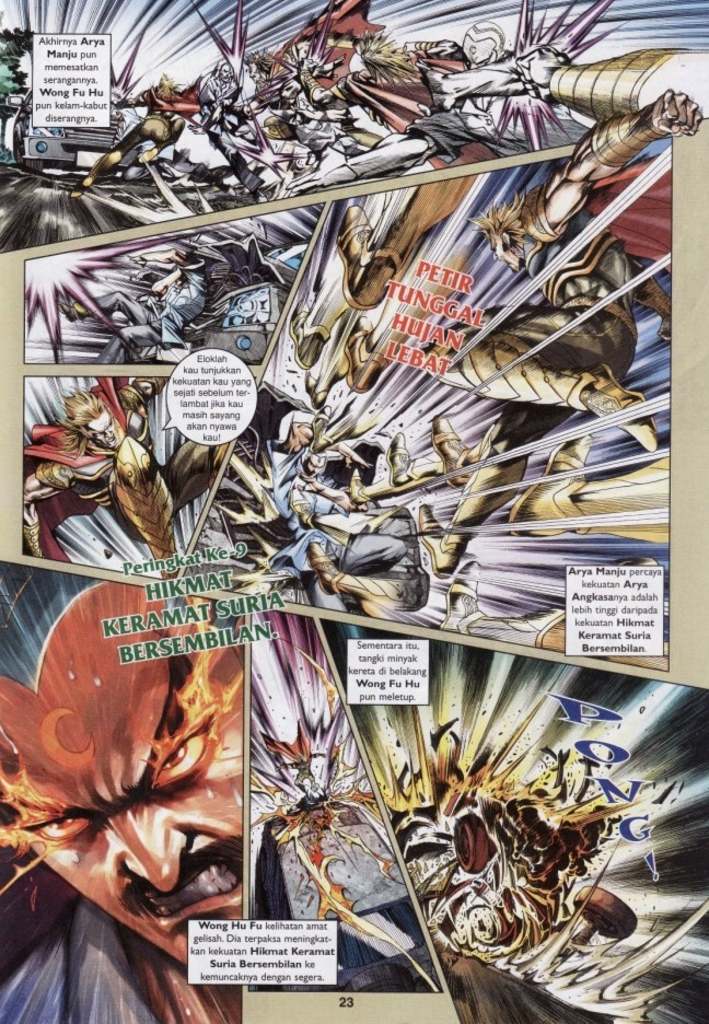 Akhirnya Arya
Manju pun
memesatkan
serangannya.
Wong Fu Hu
pun kelam-kabut
diserangnya.
PETIR
TUNGGAL
HUJAN
LEBAT
Eloklah
kau tunjukkan
kekuatan kau yang
sejati sebelum ter-
lambat jika kau
masih sayang
akan nyawa
kau!
Arya Manju percaya
kekuatan Arya
Angkasanya adalah
lebih tinggi daripada
kekuatan Hikmat
Keramat Suria
Bersembilan.
Peringkat Ke-9
HIKMAT
KERAMAT SURIA
BERSEMBILAN.
Sementara itu,
tangki minyak
kereta di belakang
Wong Fu Hu
pun meletup.
PONG!
Wong Hu Fu kelihatan amat
gelisah. Dia terpaksa meningkat-
kan kekuatan Hikmat Keramat
Suria Bersembilan ke
kemuncaknya dengan segera.
23